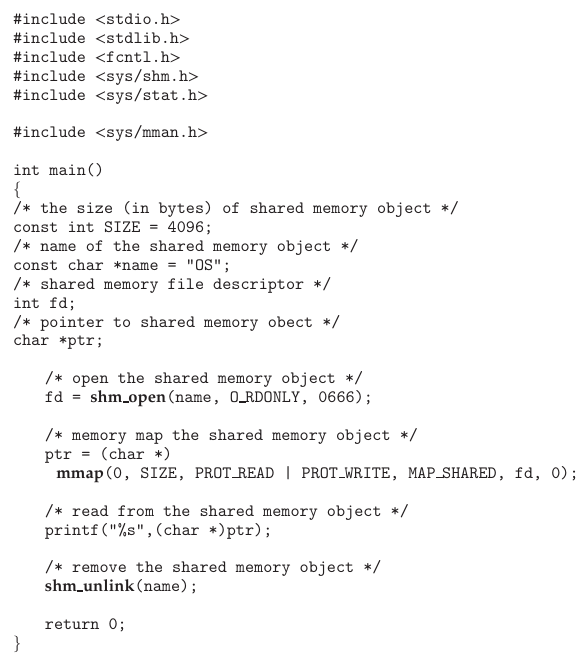 #include <stdio.h>
#include <stdlib.h>
#include <fcntl.h>
#include <sys/shm.h>
#include <sys/stat.h>
#include <sys/mman.h>
int main()
{
/* the size (in bytes) of shared memory object */
const int SIZE = 4096;
/* name of the shared memory object */
const char *name = "OS";
/* shared memory file descriptor */
int fd;
/* pointer to shared memory obect */
char *ptr;
/* open the shared memory object */
fd = shm_open(name, O_RDONLY, 0666);
/* memory map the shared memory object */
ptr = (char *)
mmap(0, SIZE, PROT_READ | PROT_WRITE, MAP_SHARED, fd, 0);
/* read from the shared memory object */
printf("%s",(char *)ptr);
/* remove the shared memory object */
shm_unlink(name);
return 0;
}